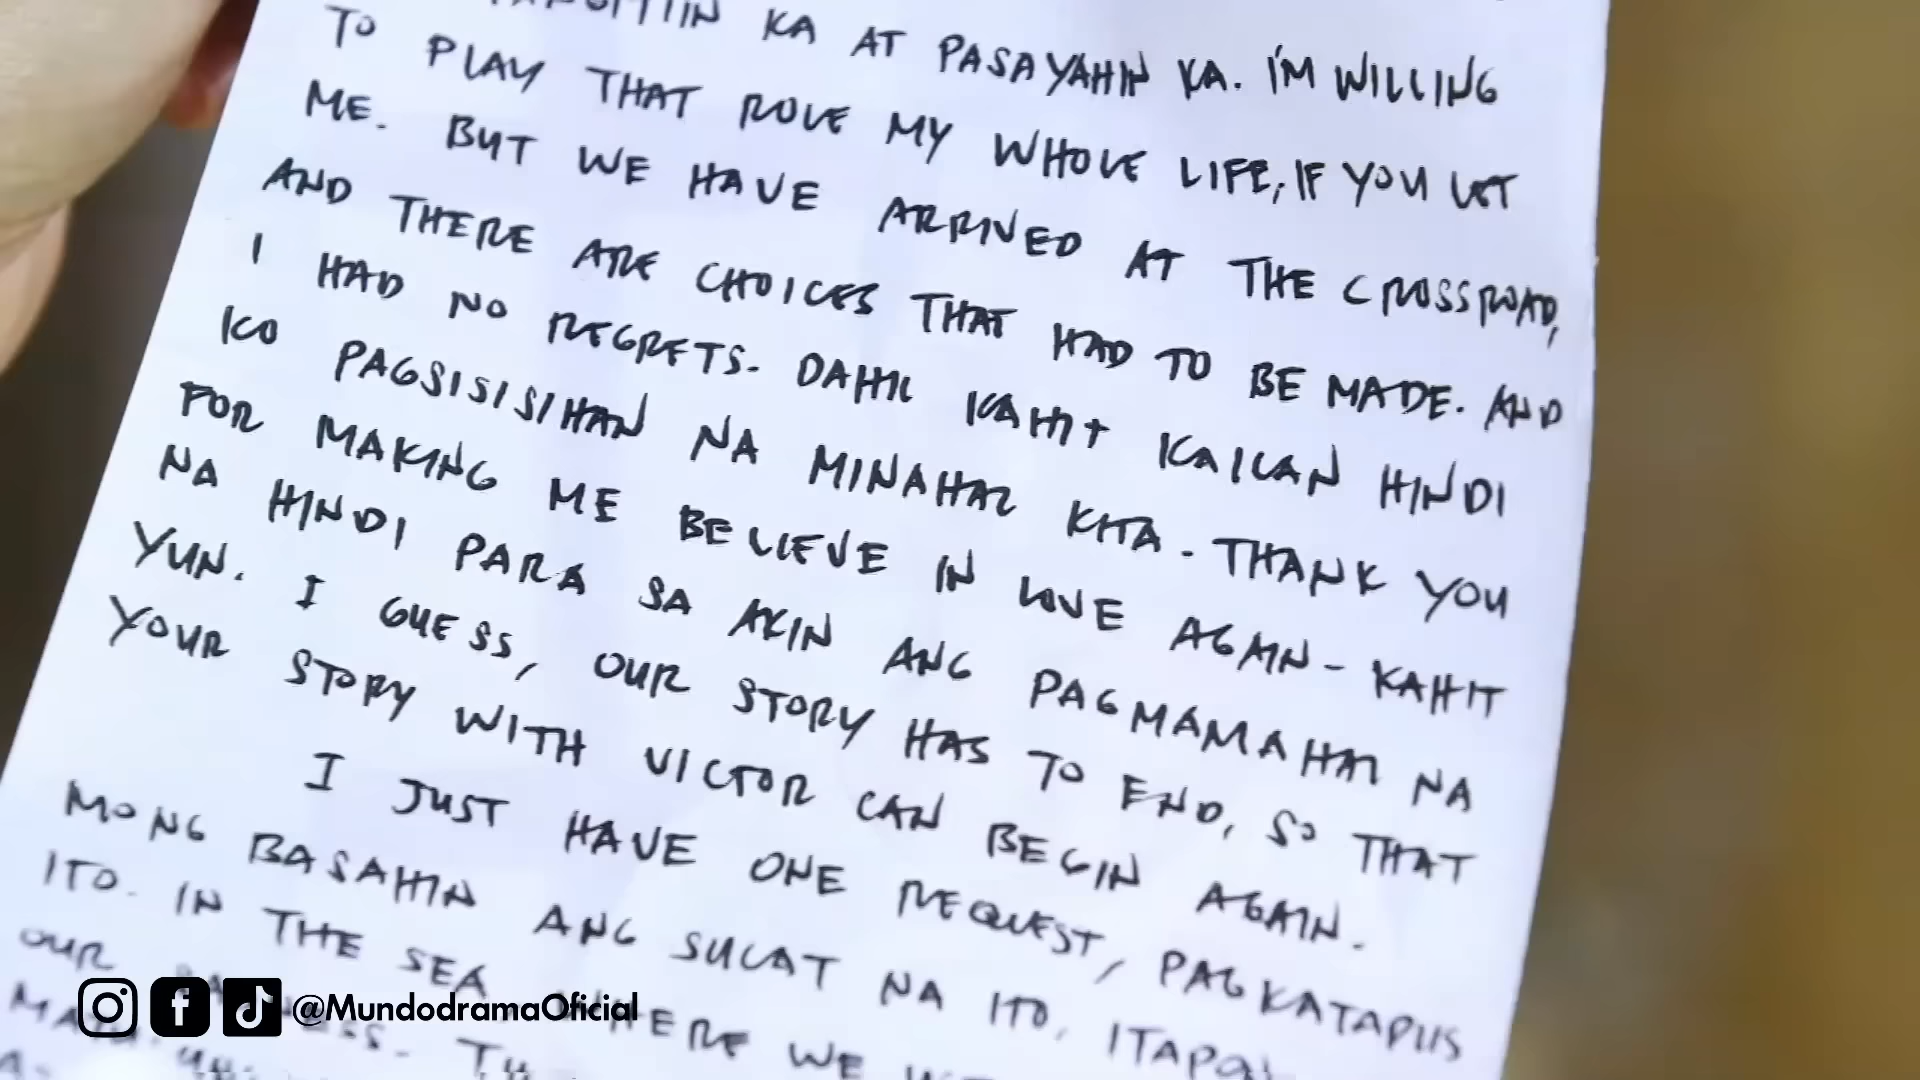 KA AT PASAYAHIN KA. I'M WILLING
TO PLAY THAT ROLE MY WHOLE LIFE, IF YOU LET
ME. BUT WE HAVE ARRIVED AT THE CROSSROAD,
AND THERE ARE CHOICES THAT HAD TO BE MADE. AND
I HAD NO REGRETS. DAHIL KAHIT KAILAN HINDI
KO PAGSISISIHAN NA MINAHAL KITA - THANK YOU
FOR MAKING ME BELIEVE IN LOVE AGAIN - KAHIT
NA HINDI PARA SA AKIN ANG PAGMAMAHAL NA
YUN. I GUESS, OUR STORY HAS TO END, SO THAT
YOUR STORY WITH VICTOR CAN BEGIN AGAIN.
I JUST HAVE ONE REQUEST, PAGKATAPUS
MONG BASAHIN ANG SULAT NA ITO, ITAPON
ITO. IN THE SEA WHERE WE
OUR
@MundodramaOficial